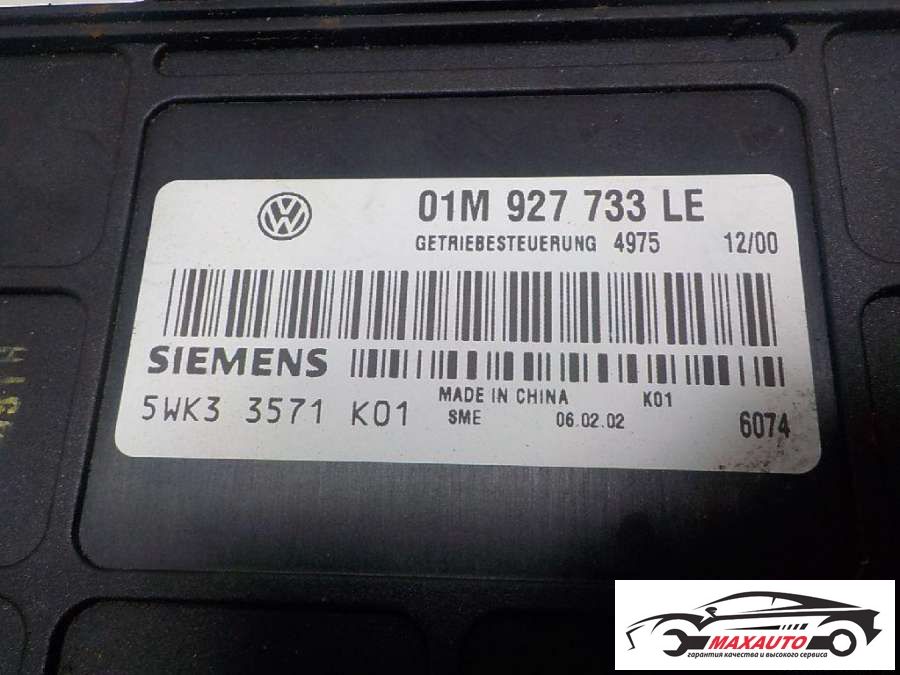 01M 927 733 LE
GETRIEBESTEUERUNG 4975 12/00
SIEMENS
MADE IN CHINA K01
5WK3 3571 K01 SME 06.02.02 6074
MAXAUTO
гарантия качества и высокого сервиса